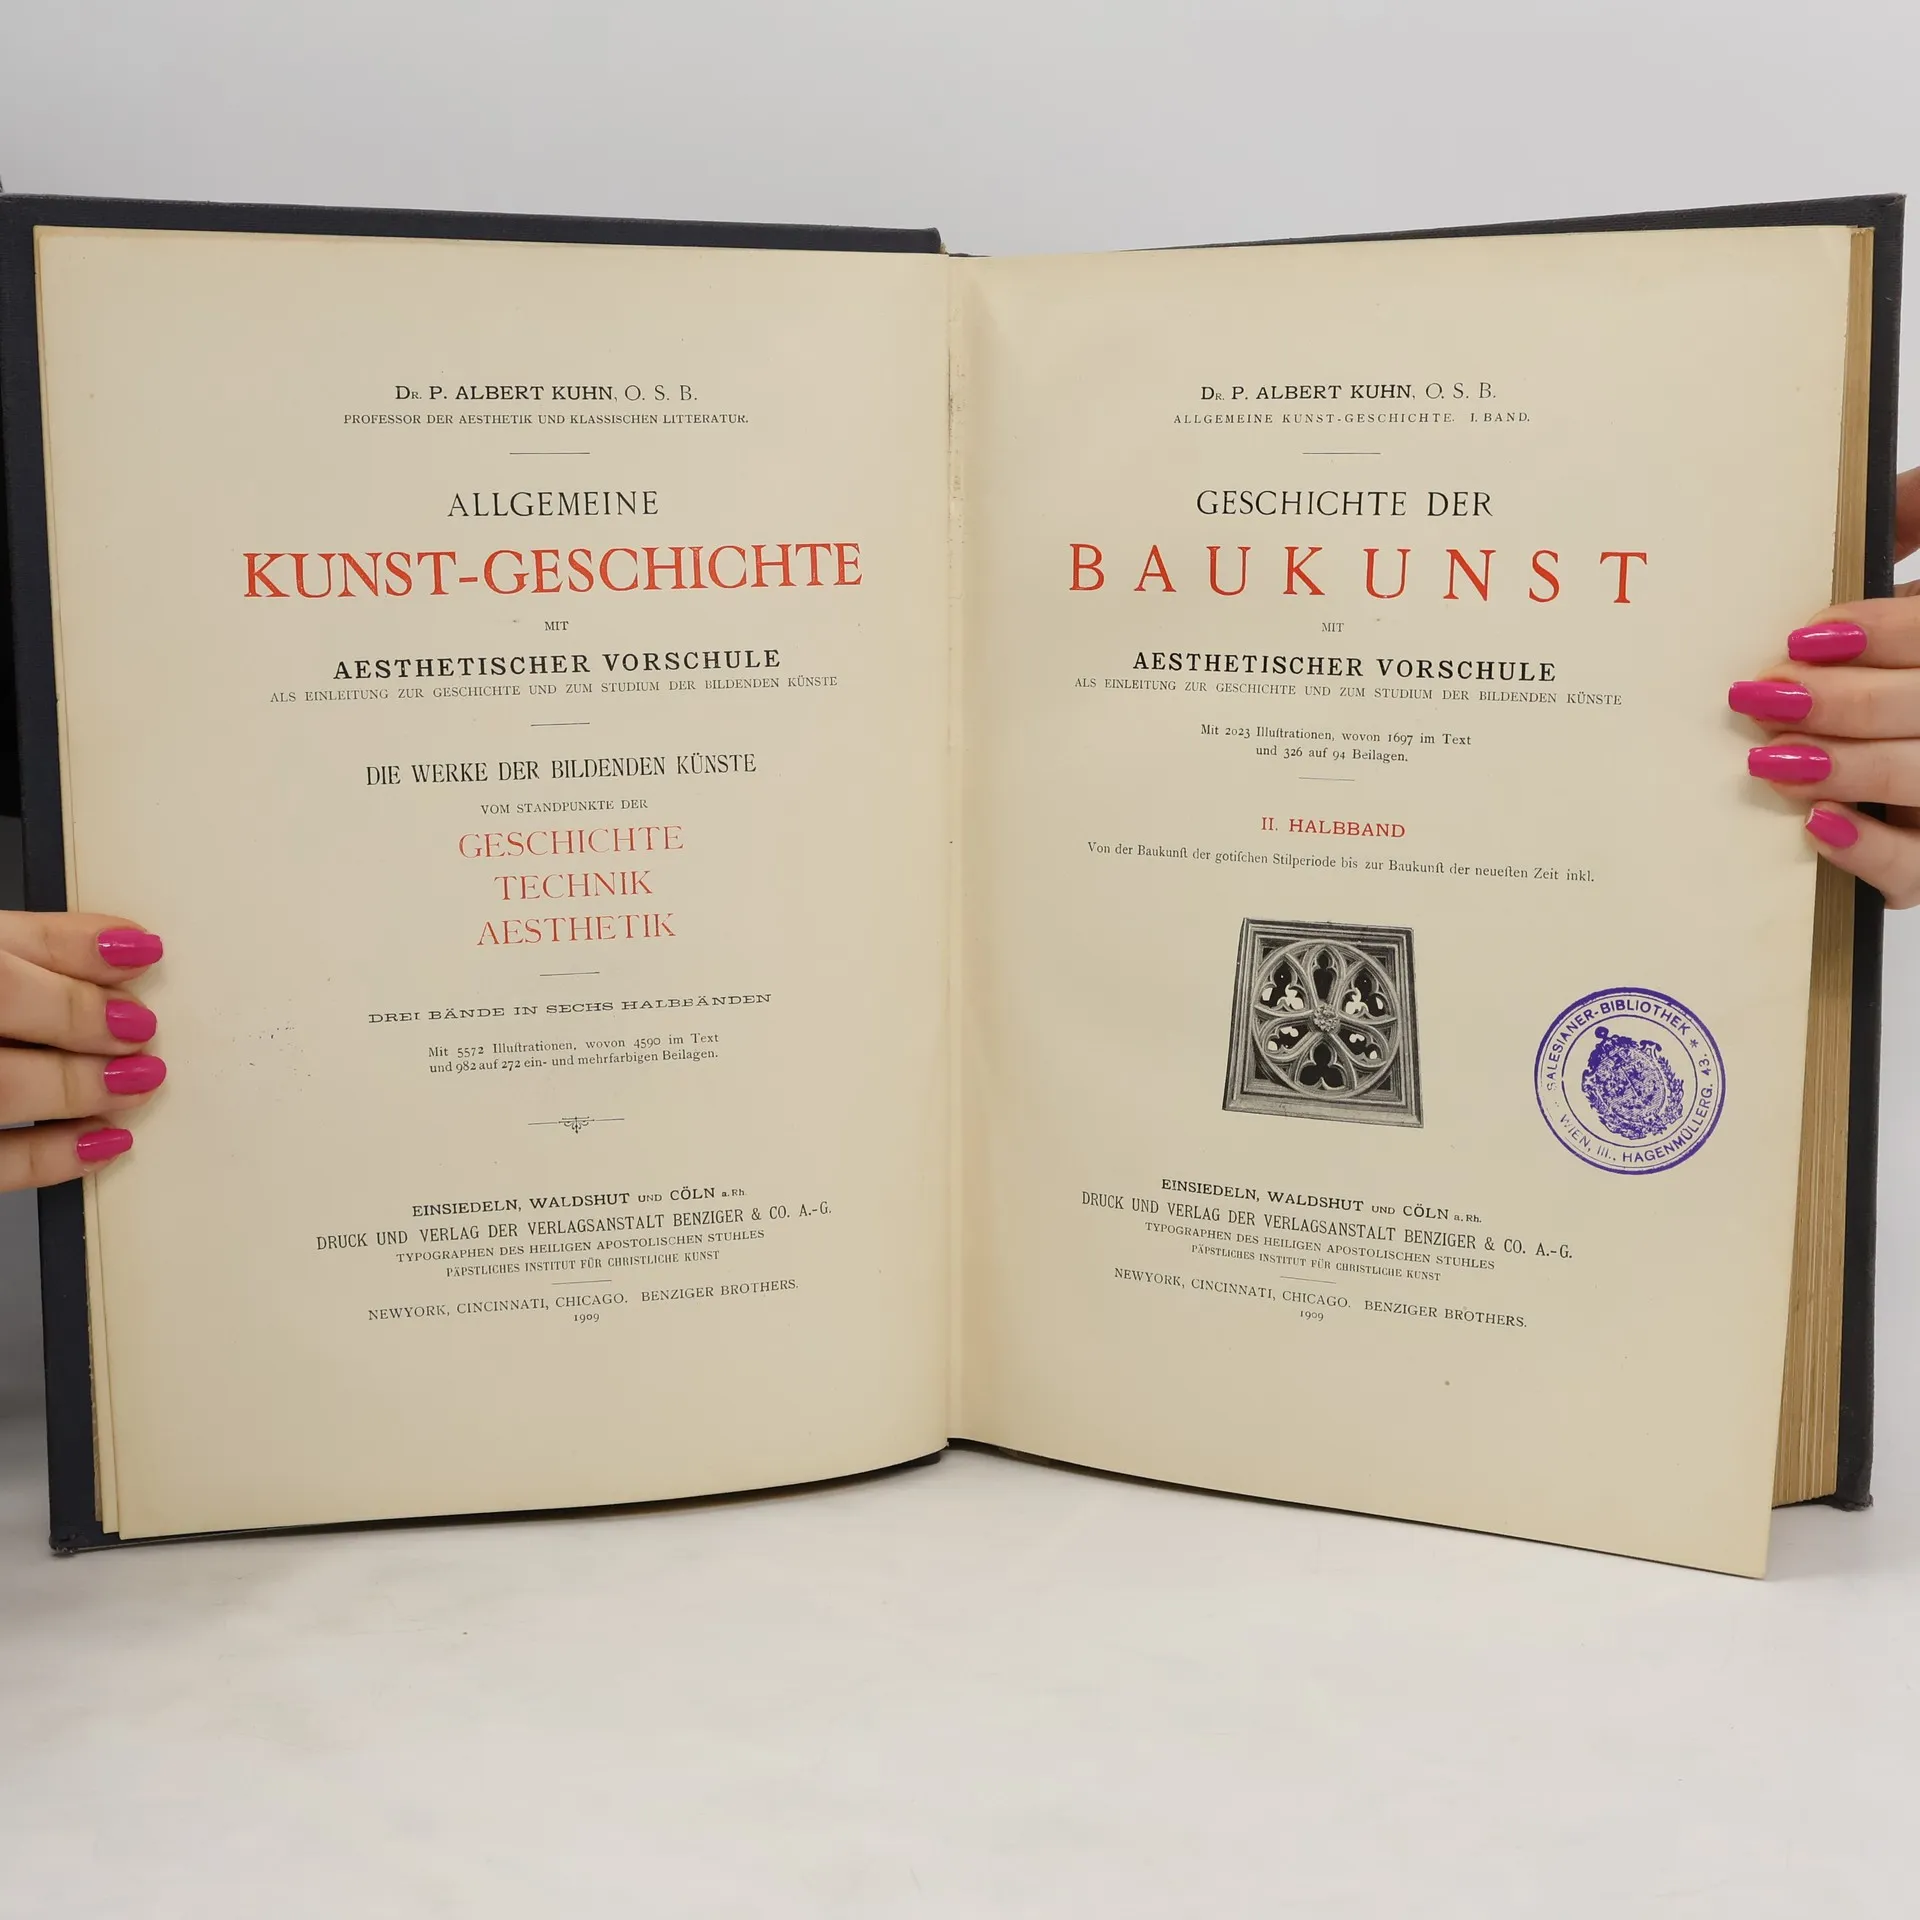 Dr. P. ALBERT KUHN, O. S. B.
PROFESSOR DER AESTHETIK UND KLASSISCHEN LITTERATUR.
ALLGEMEINE
KUNST-GESCHICHTE
MIT
AESTHETISCHER VORSCHULE
ALS EINLEITUNG ZUR GESCHICHTE UND ZUM STUDIUM DER BILDENDEN KÜNSTE
DIE WERKE DER BILDENDEN KÜNSTE
VOM STANDPUNKTE DER
GESCHICHTE
TECHNIK
AESTHETIK
DREI BÄNDE IN SECHS HALBBÄNDEN
Mit 5572 Illuſtrationen, wovon 4590 im Text
und 982 auf 272 ein- und mehrfarbigen Beilagen.
EINSIEDELN, WALDSHUT UND CÖLN a. Rh.
DRUCK UND VERLAG DER VERLAGSANSTALT BENZIGER & CO. A.-G.
TYPOGRAPHEN DES HEILIGEN APOSTOLISCHEN STUHLES
PÄPSTLICHES INSTITUT FÜR CHRISTLICHE KUNST
NEWYORK, CINCINNATI, CHICAGO. BENZIGER BROTHERS.
1909
Dr. P. ALBERT KUHN, O. S. B.
ALLGEMEINE KUNST-GESCHICHTE. I. BAND.
GESCHICHTE DER
BAUKUNST
MIT
AESTHETISCHER VORSCHULE
ALS EINLEITUNG ZUR GESCHICHTE UND ZUM STUDIUM DER BILDENDEN KÜNSTE
Mit 2023 Illuſtrationen, wovon 1697 im Text
und 326 auf 94 Beilagen.
II. HALBBAND
Von der Baukunſt der gotiſchen Stilperiode bis zur Baukunſt der neueſten Zeit inkl.
SALESIANER-BIBLIOTHEK *
WIEN, III., HAGENMÜLLERG. 43.
EINSIEDELN, WALDSHUT UND CÖLN a. Rh.
DRUCK UND VERLAG DER VERLAGSANSTALT BENZIGER & CO. A.-G.
TYPOGRAPHEN DES HEILIGEN APOSTOLISCHEN STUHLES
PÄPSTLICHES INSTITUT FÜR CHRISTLICHE KUNST
NEWYORK, CINCINNATI, CHICAGO. BENZIGER BROTHERS.
1909